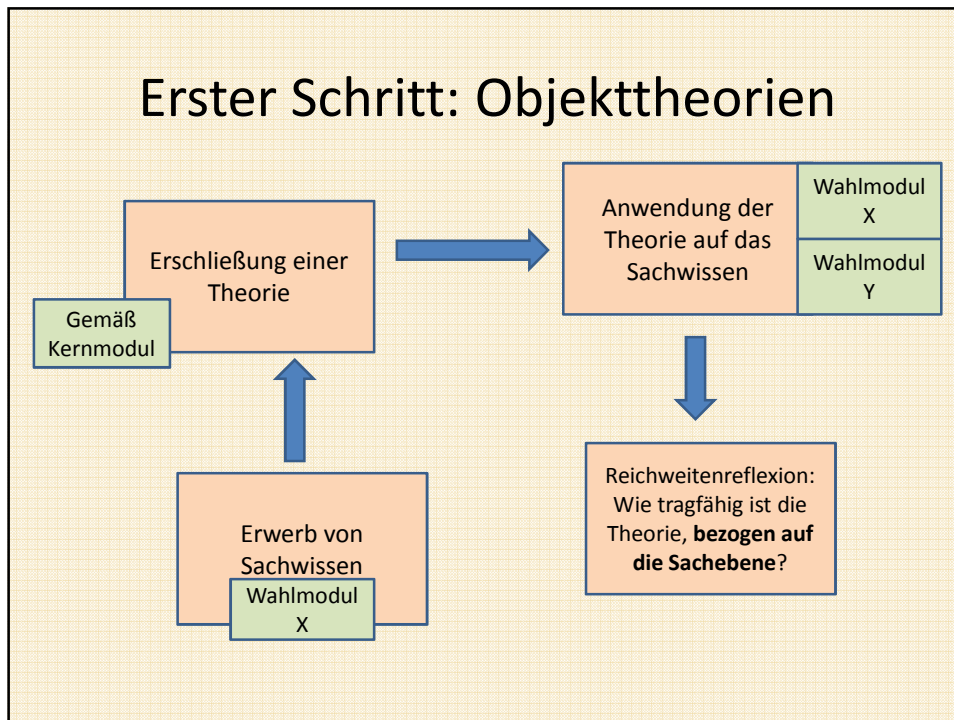 Erster Schritt: Objekttheorien
Erschließung einer
Theorie
Gemäß
Kernmodul
Erwerb von
Sachwissen
Wahlmodul
X
Anwendung der
Theorie auf das
Sachwissen
Wahlmodul
X
Wahlmodul
Y
Reichweitenreflexion:
Wie tragfähig ist die
Theorie, bezogen auf
die Sachebene?